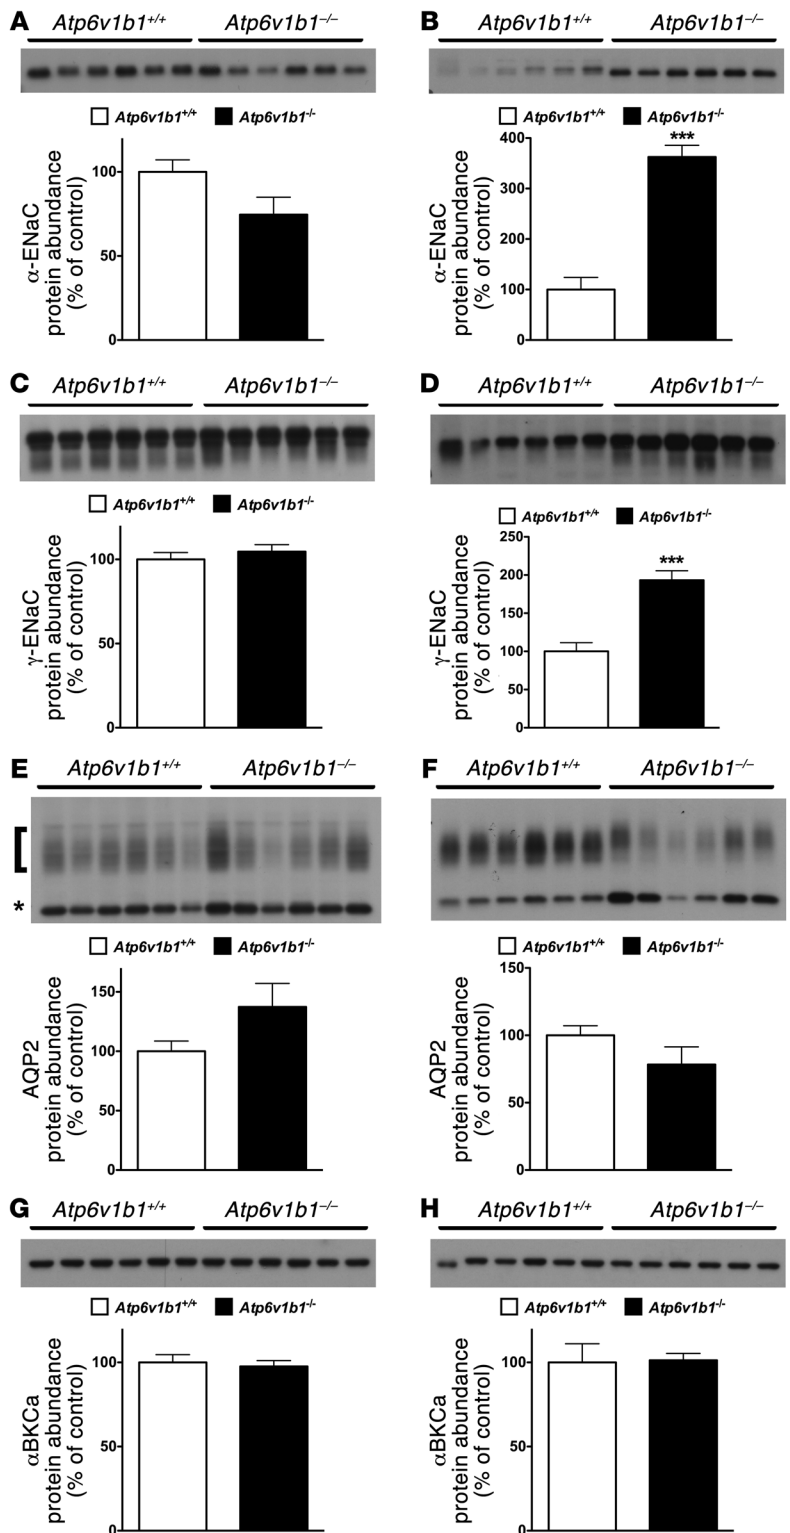 A Atp6v1b1+/+ Atp6v1b1–/–
Atp6v1b1+/+ Atp6v1b1-/-
α-ENaC
protein abundance
(% of control)
100
50
0
B Atp6v1b1+/+ Atp6v1b1–/–
Atp6v1b1+/+ Atp6v1b1-/-
α-ENaC
protein abundance
(% of control)
400
***
300
200
100
0
C Atp6v1b1+/+ Atp6v1b1–/–
Atp6v1b1+/+ Atp6v1b1-/-
γ-ENaC
protein abundance
(% of control)
100
50
0
D Atp6v1b1+/+ Atp6v1b1–/–
Atp6v1b1+/+ Atp6v1b1-/-
γ-ENaC
protein abundance
(% of control)
250
***
200
150
100
50
0
E Atp6v1b1+/+ Atp6v1b1–/–
[
*
Atp6v1b1+/+ Atp6v1b1-/-
AQP2
protein abundance
(% of control)
150
100
50
0
F Atp6v1b1+/+ Atp6v1b1–/–
Atp6v1b1+/+ Atp6v1b1-/-
AQP2
protein abundance
(% of control)
150
100
50
0
G Atp6v1b1+/+ Atp6v1b1–/–
Atp6v1b1+/+ Atp6v1b1-/-
αBKCa
protein abundance
(% of control)
100
50
0
H Atp6v1b1+/+ Atp6v1b1–/–
Atp6v1b1+/+ Atp6v1b1-/-
αBKCa
protein abundance
(% of control)
100
50
0